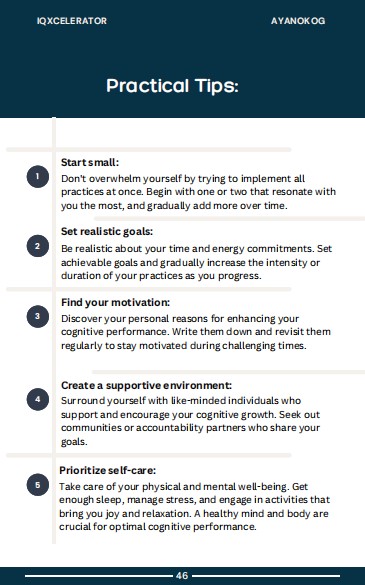 IQXCELERATOR AYANOKOG
Practical Tips:
Start small:
1
Don't overwhelm yourself by trying to implement all
practices at once. Begin with one or two that resonate with
you the most, and gradually add more over time.
Set realistic goals:
2
Be realistic about your time and energy commitments. Set
achievable goals and gradually increase the intensity or
duration of your practices as you progress.
Find your motivation:
3
Discover your personal reasons for enhancing your
cognitive performance. Write them down and revisit them
regularly to stay motivated during challenging times.
Create a supportive environment:
4
Surround yourself with like-minded individuals who
support and encourage your cognitive growth. Seek out
communities or accountability partners who share your
goals.
Prioritize self-care:
5
Take care of your physical and mental well-being. Get
enough sleep, manage stress, and engage in activities that
bring you joy and relaxation. A healthy mind and body are
crucial for optimal cognitive performance.
46